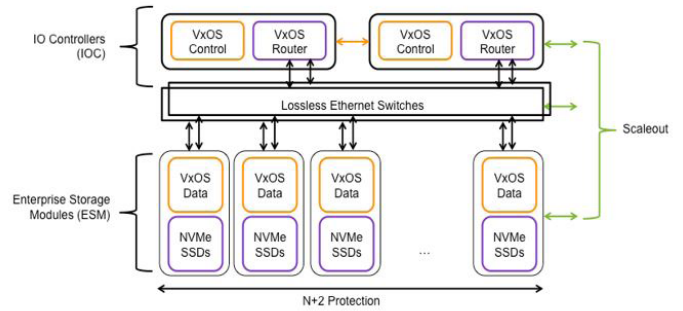 IO Controllers
(IOC)
VxOS
Control
VxOS
Router
VxOS
Control
VxOS
Router
Lossless Ethernet Switches
Scaleout
Enterprise Storage
Modules (ESM)
VxOS
Data
VxOS
Data
VxOS
Data
VxOS
Data
NVMe
SSDs
NVMe
SSDs
NVMe
SSDs
...
NVMe
SSDs
N+2 Protection